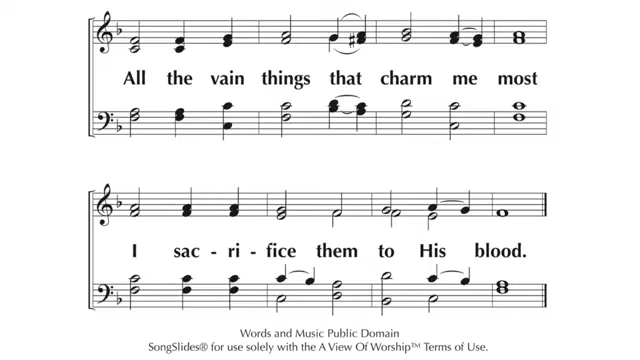 All the vain things that charm me most
I sac - ri - fice them to His blood.
Words and Music Public Domain
SongSlides® for use solely with the A View Of Worship™ Terms of Use.